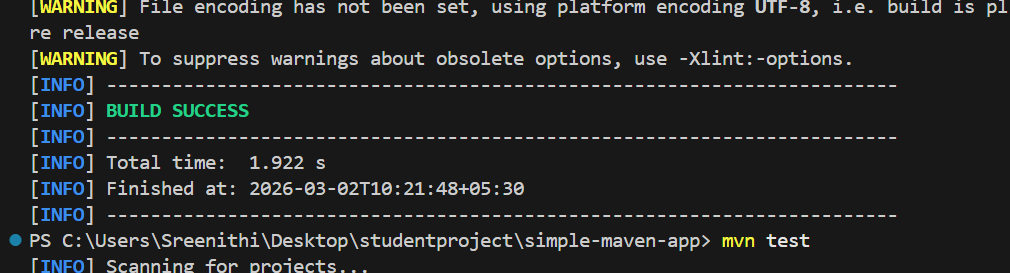 [WARNING] File encoding has not been set, using platform encoding UTF-8, i.e. build is pl
re release
[WARNING] To suppress warnings about obsolete options, use -Xlint:-options.
[INFO] ------------------------------------------------------------------------
[INFO] BUILD SUCCESS
[INFO] ------------------------------------------------------------------------
[INFO] Total time:  1.922 s
[INFO] Finished at: 2026-03-02T10:21:48+05:30
[INFO] ------------------------------------------------------------------------
PS C:\Users\Sreenithi\Desktop\studentproject\simple-maven-app> mvn test
[INFO] Scanning for projects...